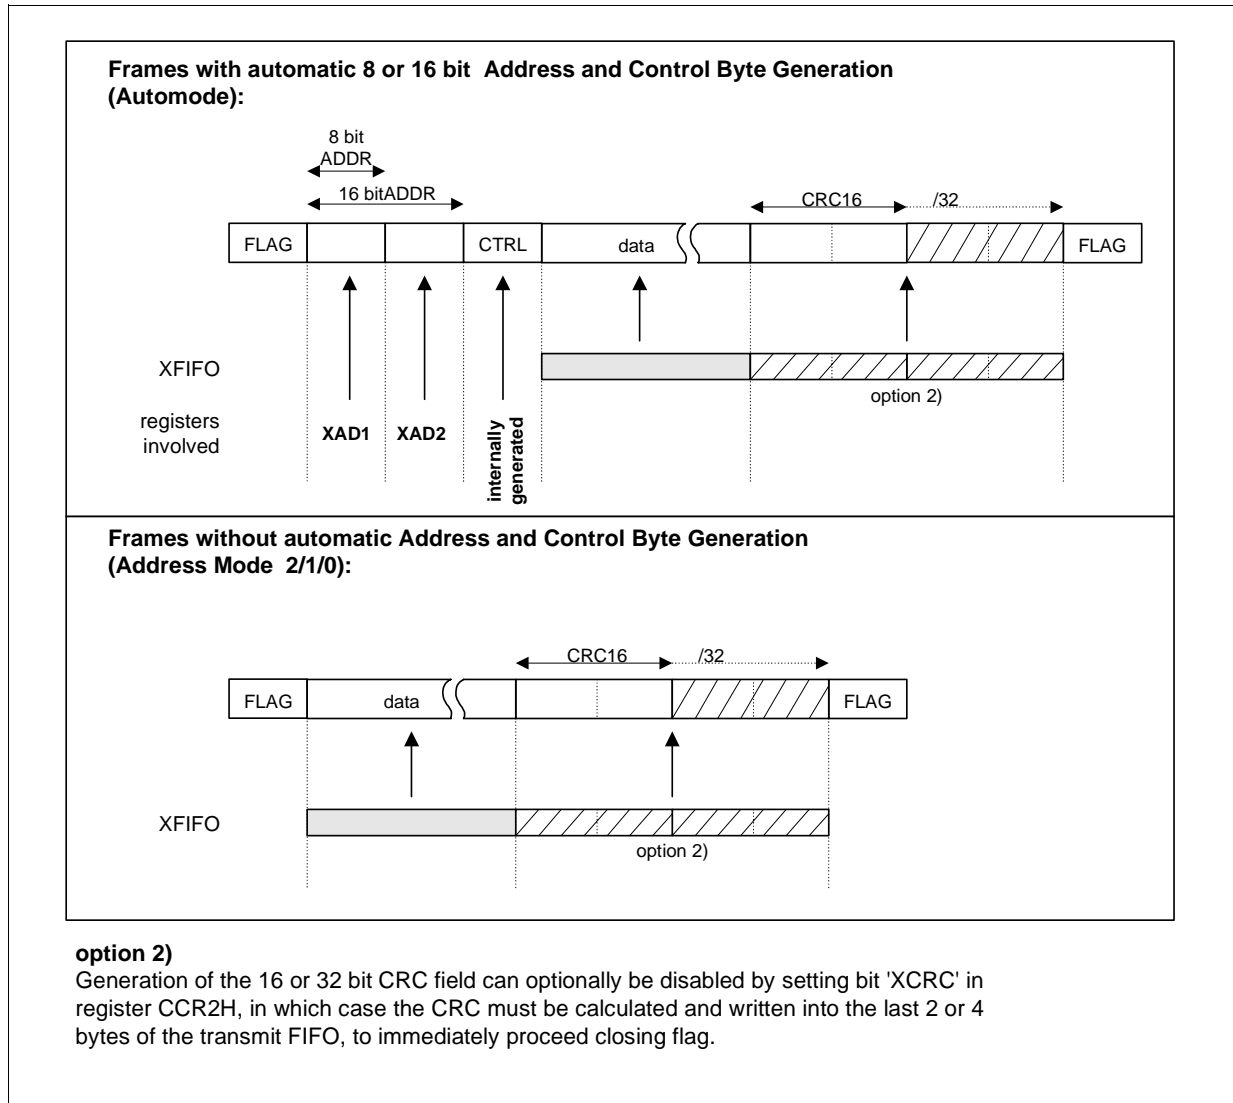 Frames with automatic 8 or 16 bit Address and Control Byte Generation
(Automode):
8 bit
ADDR
16 bitADDR
CRC16
/32
FLAG
CTRL
data
FLAG
XFIFO
option 2)
registers
involved
XAD1
XAD2
internally
generated
Frames without automatic Address and Control Byte Generation
(Address Mode 2/1/0):
CRC16
/32
FLAG
data
FLAG
XFIFO
option 2)
option 2)
Generation of the 16 or 32 bit CRC field can optionally be disabled by setting bit 'XCRC' in
register CCR2H, in which case the CRC must be calculated and written into the last 2 or 4
bytes of the transmit FIFO, to immediately proceed closing flag.